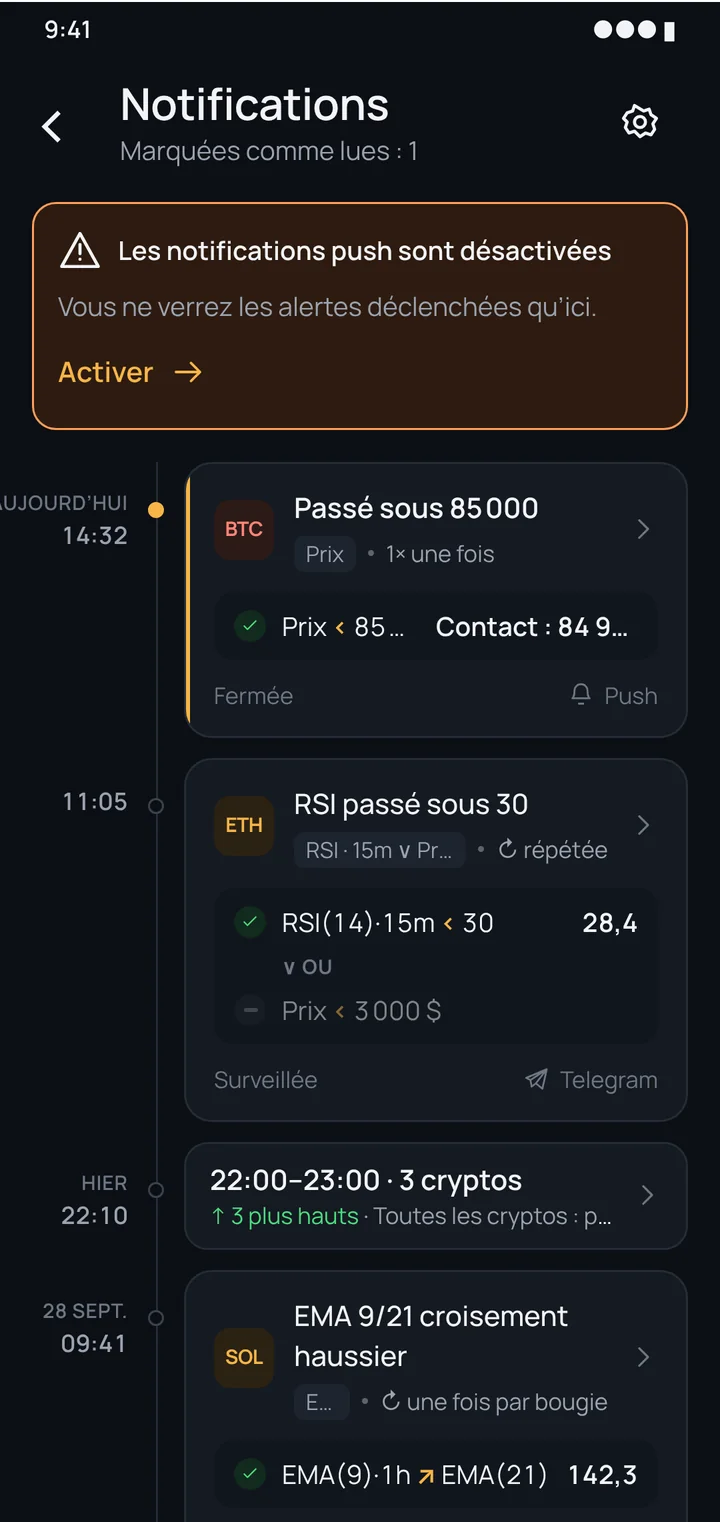 9:41
Notifications
Marquées comme lues : 1
Les notifications push sont désactivées
Vous ne verrez les alertes déclenchées qu’ici.
Activer →
UJOURD’HUI
14:32
BTC
Passé sous 85 000
Prix • 1× une fois
Prix < 85 … Contact : 84 9…
Fermée Push
11:05
ETH
RSI passé sous 30
RSI · 15m ∨ Pr… • ↻ répétée
RSI(14)·15m < 30 28,4
∨ OU
Prix < 3 000 $
Surveillée Telegram
HIER
22:10
22:00–23:00 · 3 cryptos
↑ 3 plus hauts · Toutes les cryptos : p…
28 SEPT.
09:41
SOL
EMA 9/21 croisement
haussier
E… • ↻ une fois par bougie
EMA(9)·1h ↗ EMA(21) 142,3